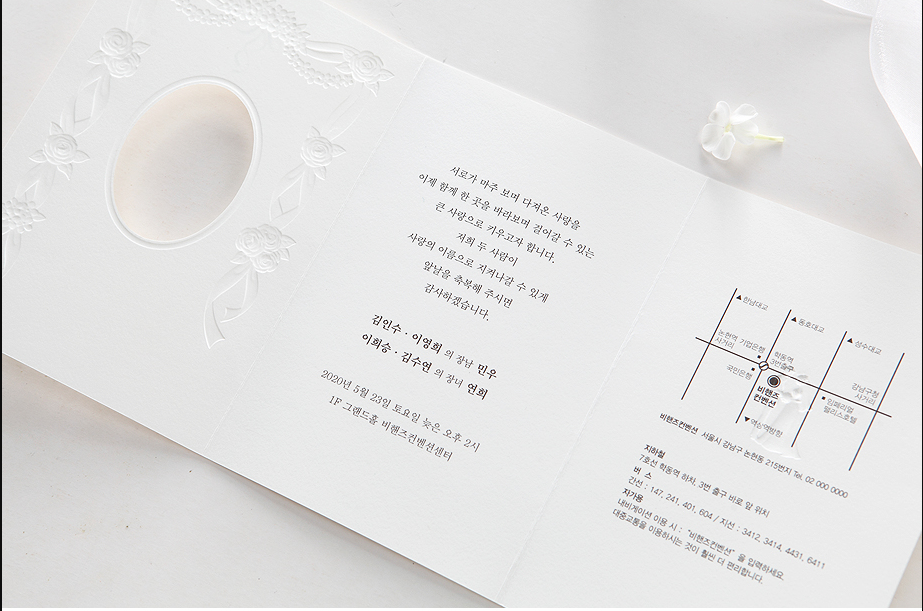 서로가 마주 보며 다져온 사랑을
이제 함께 한 곳을 바라보며 걸어갈 수 있는
큰 사랑으로 키우고자 합니다.
저희 두 사람이
사랑의 이름으로 지켜나갈 수 있게
앞날을 축복해 주시면
감사하겠습니다.
김인수 · 이영희 의 장남 민우
이희승 · 김수연 의 장녀 연희
2020년 5월 23일 토요일 늦은 오후 2시
1F 그랜드홀 비핸즈컨벤션센터
▲한남대교
▲동호대교
▲성수대교
논현역 기업은행
사거리
학동역
3번출구
국민은행
비핸즈
컨벤션
강남구청
사거리
임페리얼
팰리스호텔
▼역삼역방향
비핸즈컨벤션 서울시 강남구 논현동 215번지 Tel. 02 000 0000
지하철
7호선 학동역 하차, 3번 출구 바로 앞 위치
버 스
간선 : 147, 241, 401, 604 / 지선 : 3412, 3414, 4431, 6411
자가용
내비게이션 이용 시 : "비핸즈컨벤션" 을 입력하세요.
대중교통을 이용하시는 것이 훨씬 더 편리합니다.